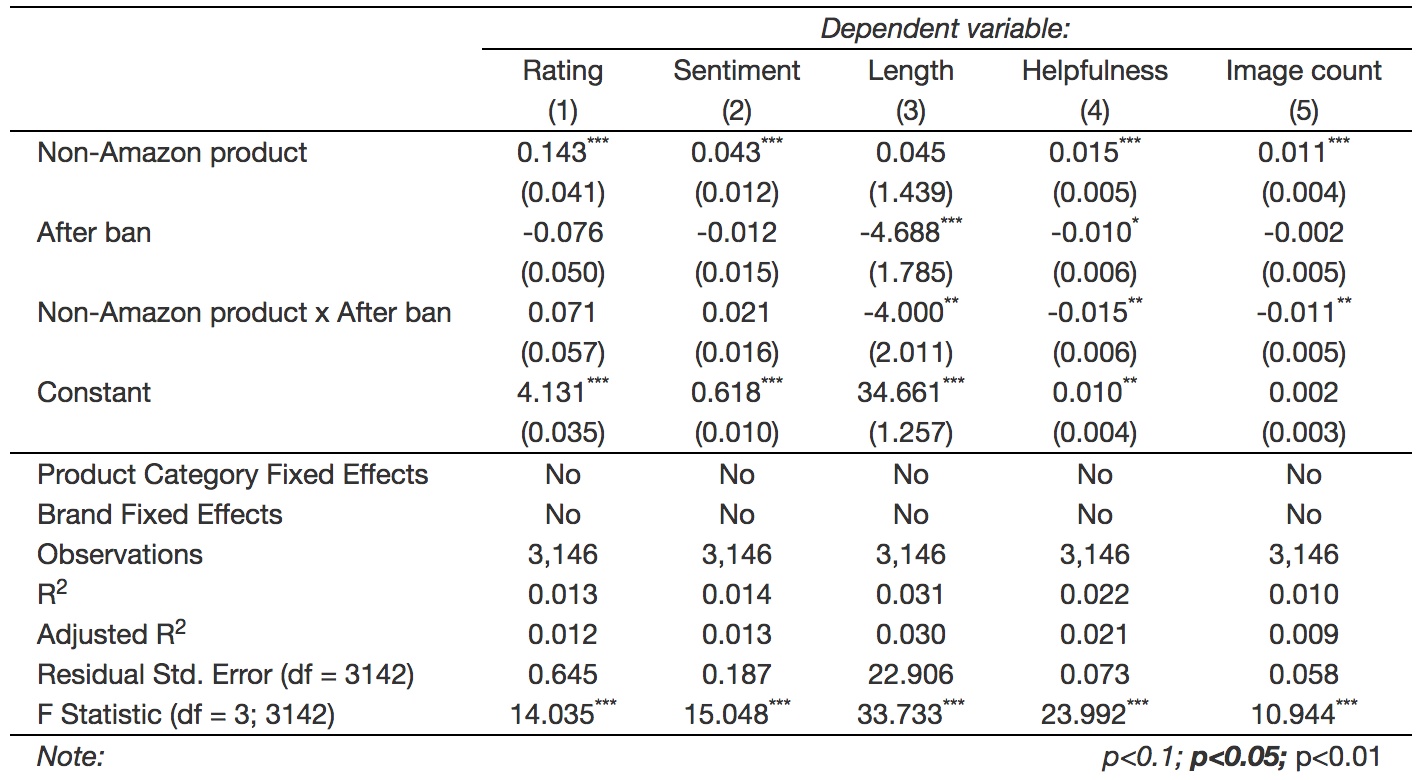 Dependent variable:
Rating Sentiment Length Helpfulness Image count
(1) (2) (3) (4) (5)
Non-Amazon product 0.143*** 0.043*** 0.045 0.015*** 0.011***
(0.041) (0.012) (1.439) (0.005) (0.004)
After ban -0.076 -0.012 -4.688*** -0.010* -0.002
(0.050) (0.015) (1.785) (0.006) (0.005)
Non-Amazon product x After ban 0.071 0.021 -4.000** -0.015** -0.011**
(0.057) (0.016) (2.011) (0.006) (0.005)
Constant 4.131*** 0.618*** 34.661*** 0.010** 0.002
(0.035) (0.010) (1.257) (0.004) (0.003)
Product Category Fixed Effects No No No No No
Brand Fixed Effects No No No No No
Observations 3,146 3,146 3,146 3,146 3,146
R2 0.013 0.014 0.031 0.022 0.010
Adjusted R2 0.012 0.013 0.030 0.021 0.009
Residual Std. Error (df = 3142) 0.645 0.187 22.906 0.073 0.058
F Statistic (df = 3; 3142) 14.035*** 15.048*** 33.733*** 23.992*** 10.944***
Note: p<0.1; p<0.05; p<0.01